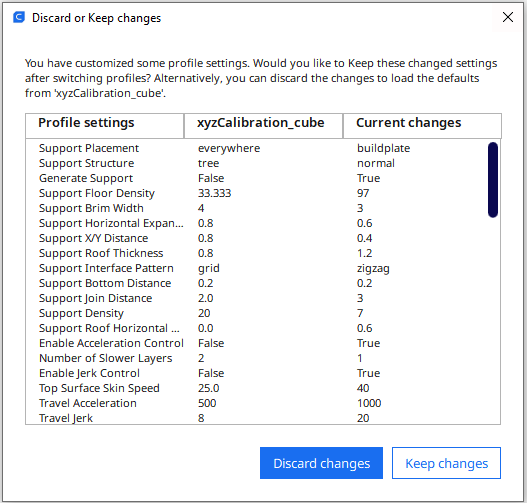 Discard or Keep changes
You have customized some profile settings. Would you like to Keep these changed settings
after switching profiles? Alternatively, you can discard the changes to load the defaults
from 'xyzCalibration_cube'.
Profile settings xyzCalibration_cube Current changes
Support Placement everywhere buildplate
Support Structure tree normal
Generate Support False True
Support Floor Density 33.333 97
Support Brim Width 4 3
Support Horizontal Expan... 0.8 0.6
Support X/Y Distance 0.8 0.4
Support Roof Thickness 0.8 1.2
Support Interface Pattern grid zigzag
Support Bottom Distance 0.2 0.2
Support Join Distance 2.0 3
Support Density 20 7
Support Roof Horizontal ... 0.0 0.6
Enable Acceleration Control False True
Number of Slower Layers 2 1
Enable Jerk Control False True
Top Surface Skin Speed 25.0 40
Travel Acceleration 500 1000
Travel Jerk 8 20
Discard changes Keep changes